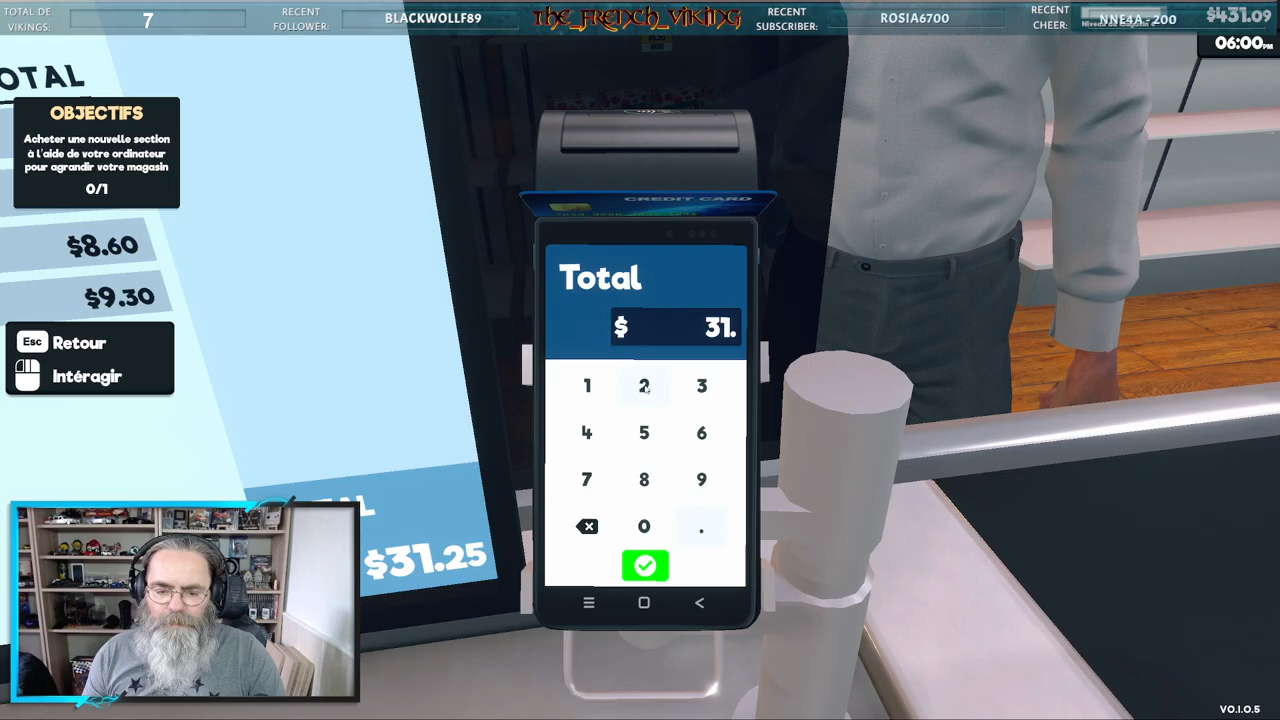 TOTAL DE
VIKINGS:
7
RECENT
FOLLOWER:
BLACKWOLLF89
THE_FRENCH_VIKING
RECENT
SUBSCRIBER:
ROSIA6700
RECENT
CHEER:
NNE4A - 200
$431.09
06:00PM
OTAL
OBJECTIFS
Acheter une nouvelle section
à l'aide de votre ordinateur
pour agrandir votre magasin
0/1
$8.60
$9.30
Esc Retour
Intéragir
$31.25
CREDIT CARD
Total
$ 31.
1 2 3
4 5 6
7 8 9
0 .
V0.1.0.5